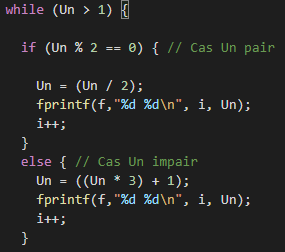 while (Un > 1) {
if (Un % 2 == 0) { // Cas Un pair
Un = (Un / 2);
fprintf(f,"%d %d\n", i, Un);
i++;
}
else { // Cas Un impair
Un = ((Un * 3) + 1);
fprintf(f,"%d %d\n", i, Un);
i++;
}